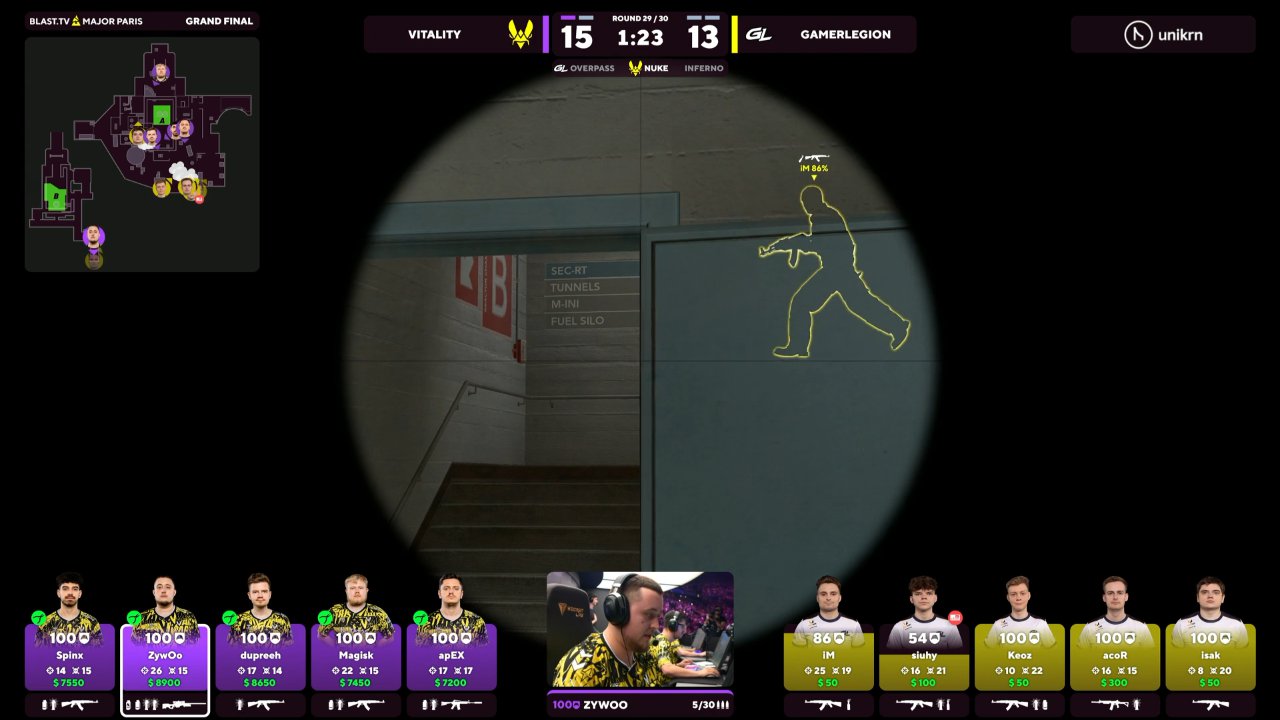 BLAST.TV MAJOR PARIS GRAND FINAL
VITALITY 15 ROUND 29 / 30 1:23 13 GL GAMERLEGION
unikrn
GL OVERPASS NUKE INFERNO
A
B
iM 86%
B
SEC-RT
TUNNELS
M-INI
FUEL SILO
100 Spinx 14 15 $ 7550
100 ZywOo 26 15 $ 8900
100 dupreeh 17 14 $ 8650
100 Magisk 22 15 $ 7450
100 apEX 17 17 $ 7200
100 ZYWOO 5/30
86 iM 25 19 $ 50
54 siuhy 16 21 $ 100
100 Keoz 10 22 $ 50
100 acoR 16 15 $ 300
100 isak 8 20 $ 50